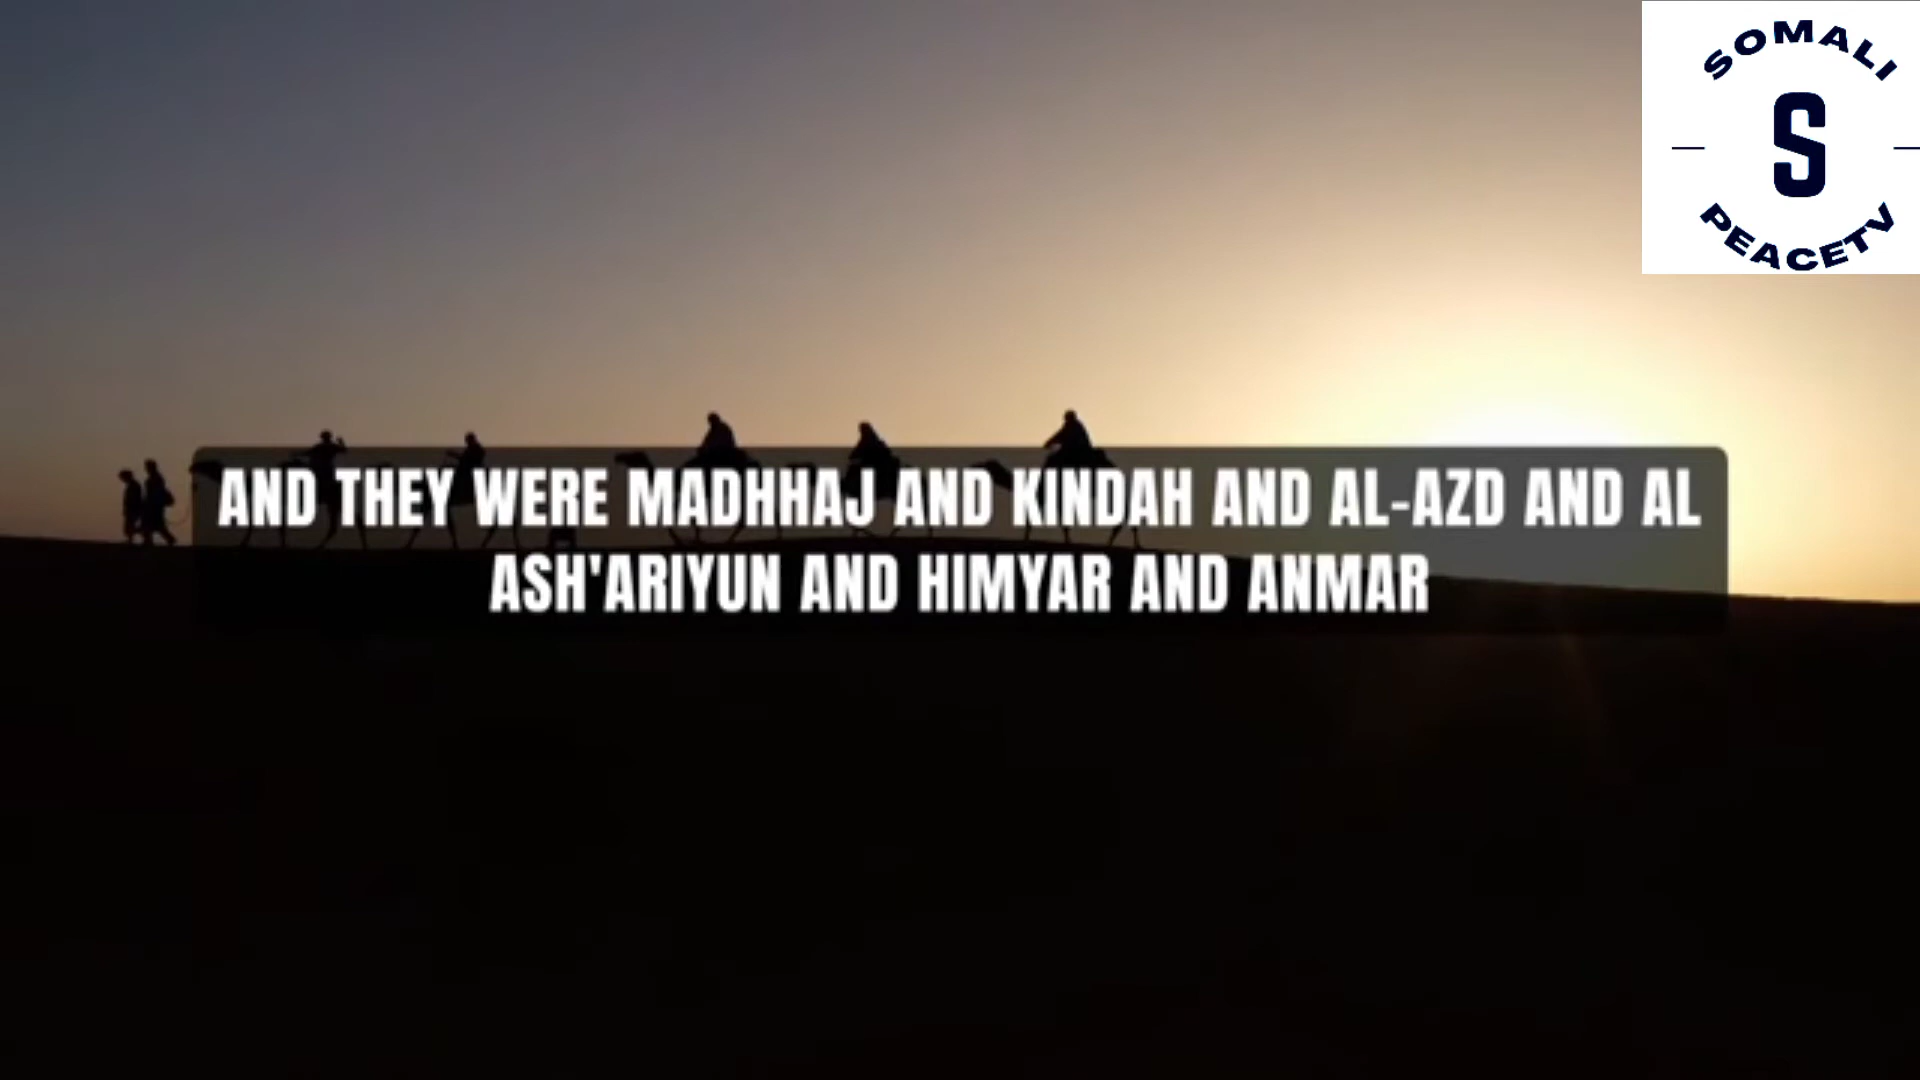 SOMALI
S
PEACETV
AND THEY WERE MADHHAJ AND KINDAH AND AL-AZD AND AL
ASH'ARIYUN AND HIMYAR AND ANMAR